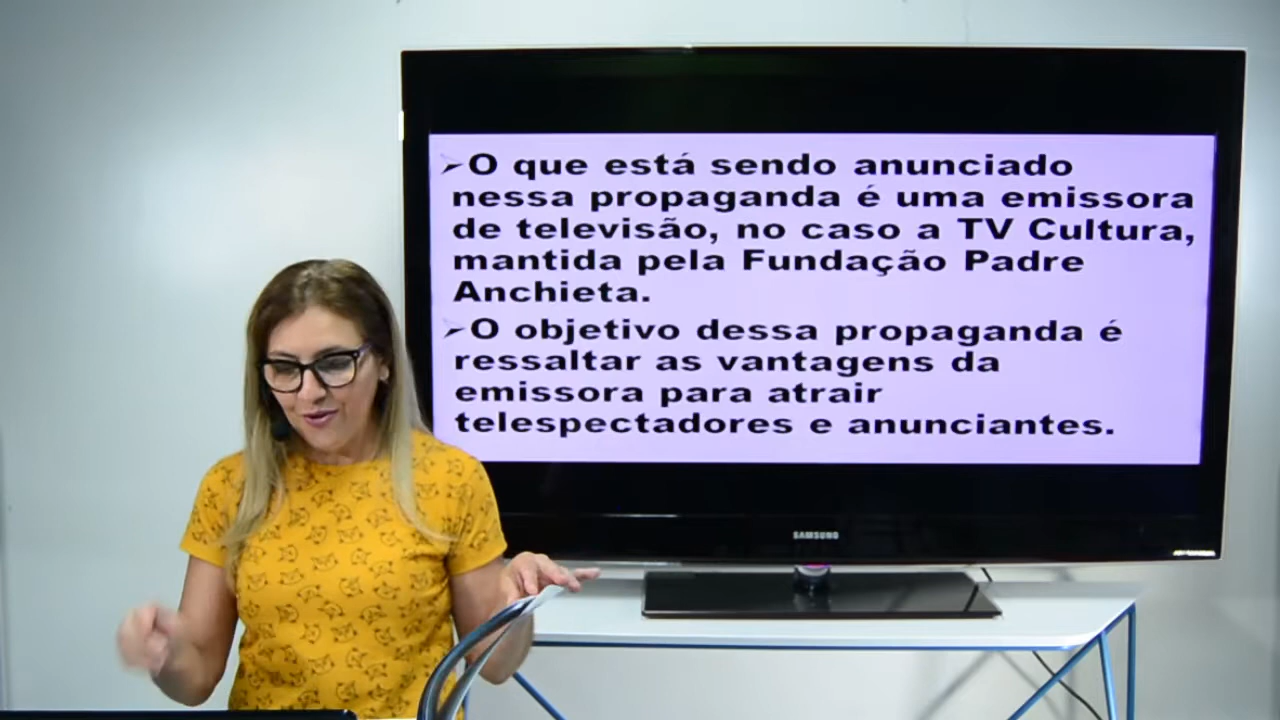 ➢O que está sendo anunciado
nessa propaganda é uma emissora
de televisão, no caso a TV Cultura,
mantida pela Fundação Padre
Anchieta.
➢O objetivo dessa propaganda é
ressaltar as vantagens da
emissora para atrair
telespectadores e anunciantes.
SAMSUNG